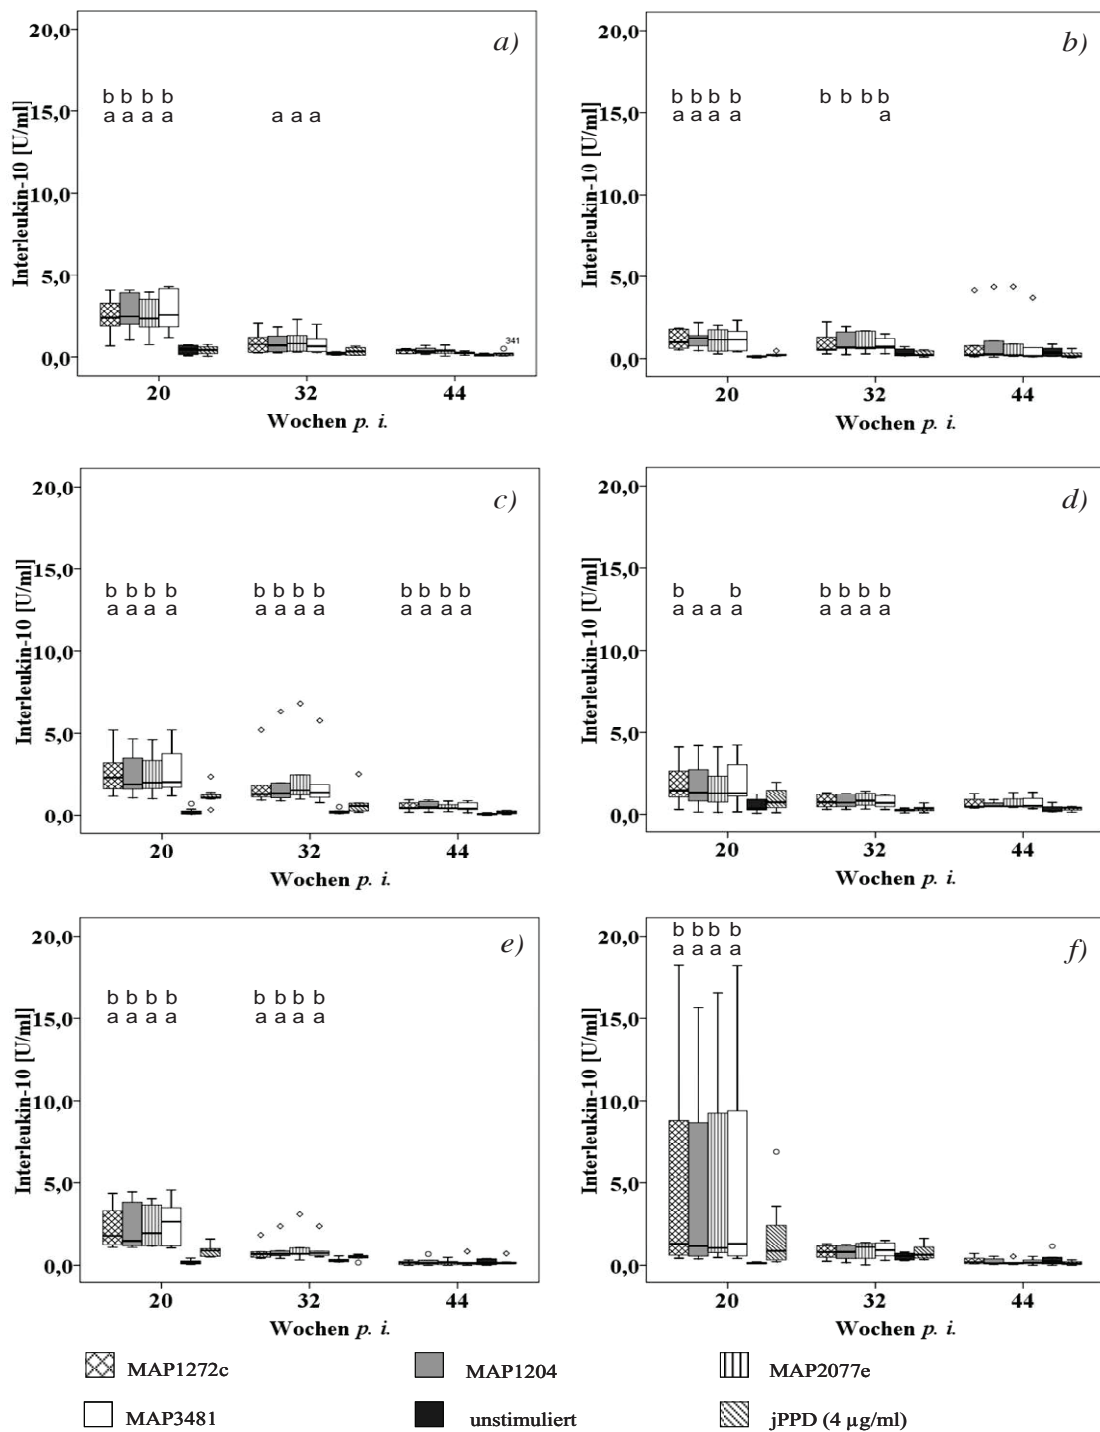 a)
Interleukin-10 [U/ml]
20,0
15,0
10,0
5,0
0,0
b b b b
a a a a
a a a
341
20 32 44
Wochen p. i.
b)
Interleukin-10 [U/ml]
20,0
15,0
10,0
5,0
0,0
b b b b
a a a a
b b b b
a
20 32 44
Wochen p. i.
c)
Interleukin-10 [U/ml]
20,0
15,0
10,0
5,0
0,0
b b b b
a a a a
b b b b
a a a a
b b b b
a a a a
20 32 44
Wochen p. i.
d)
Interleukin-10 [U/ml]
20,0
15,0
10,0
5,0
0,0
b b
a a a a
b b b b
a a a a
20 32 44
Wochen p. i.
e)
Interleukin-10 [U/ml]
20,0
15,0
10,0
5,0
0,0
b b b b
a a a a
b b b b
a a a a
20 32 44
Wochen p. i.
f)
Interleukin-10 [U/ml]
20,0
15,0
10,0
5,0
0,0
b b b b
a a a a
20 32 44
Wochen p. i.
MAP1272c
MAP1204
MAP2077e
MAP3481
unstimuliert
jPPD (4 µg/ml)